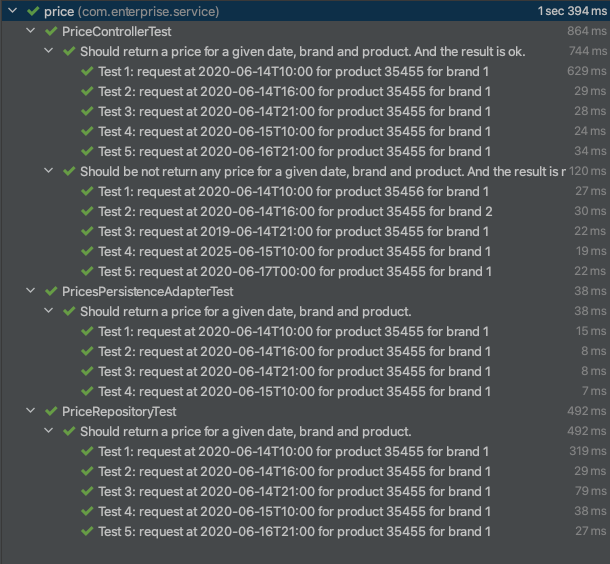 price (com.enterprise.service) 1 sec 394 ms
PriceControllerTest 864 ms
Should return a price for a given date, brand and product. And the result is ok. 744 ms
Test 1: request at 2020-06-14T10:00 for product 35455 for brand 1 629 ms
Test 2: request at 2020-06-14T16:00 for product 35455 for brand 1 29 ms
Test 3: request at 2020-06-14T21:00 for product 35455 for brand 1 28 ms
Test 4: request at 2020-06-15T10:00 for product 35455 for brand 1 24 ms
Test 5: request at 2020-06-16T21:00 for product 35455 for brand 1 34 ms
Should be not return any price for a given date, brand and product. And the result is r 120 ms
Test 1: request at 2020-06-14T10:00 for product 35456 for brand 1 27 ms
Test 2: request at 2020-06-14T16:00 for product 35455 for brand 2 30 ms
Test 3: request at 2019-06-14T21:00 for product 35455 for brand 1 22 ms
Test 4: request at 2025-06-15T10:00 for product 35455 for brand 1 19 ms
Test 5: request at 2020-06-17T00:00 for product 35455 for brand 1 22 ms
PricesPersistenceAdapterTest 38 ms
Should return a price for a given date, brand and product. 38 ms
Test 1: request at 2020-06-14T10:00 for product 35455 for brand 1 15 ms
Test 2: request at 2020-06-14T16:00 for product 35455 for brand 1 8 ms
Test 3: request at 2020-06-14T21:00 for product 35455 for brand 1 8 ms
Test 4: request at 2020-06-15T10:00 for product 35455 for brand 1 7 ms
PriceRepositoryTest 492 ms
Should return a price for a given date, brand and product. 492 ms
Test 1: request at 2020-06-14T10:00 for product 35455 for brand 1 319 ms
Test 2: request at 2020-06-14T16:00 for product 35455 for brand 1 29 ms
Test 3: request at 2020-06-14T21:00 for product 35455 for brand 1 79 ms
Test 4: request at 2020-06-15T10:00 for product 35455 for brand 1 38 ms
Test 5: request at 2020-06-16T21:00 for product 35455 for brand 1 27 ms